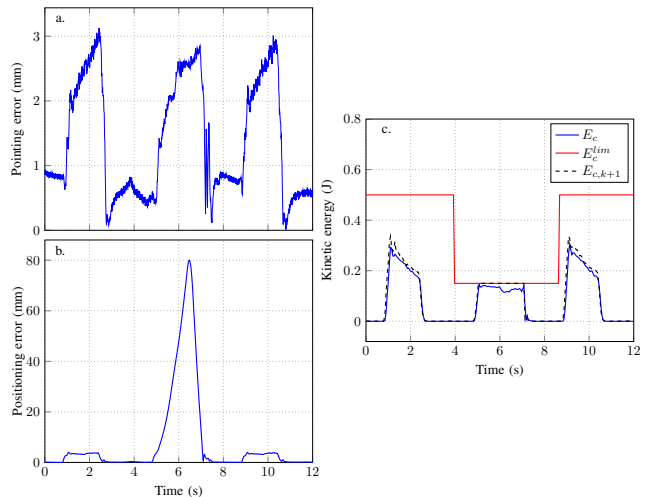 a.
3
2
1
0
Pointing error (mm)
b.
80
60
40
20
0
Positioning error (mm)
0 2 4 6 8 10 12
Time (s)
c.
E_c
E_c^{lim}
E_{c,k+1}
0.8
0.6
0.4
0.2
0
Kinetic energy (J)
0 2 4 6 8 10 12
Time (s)